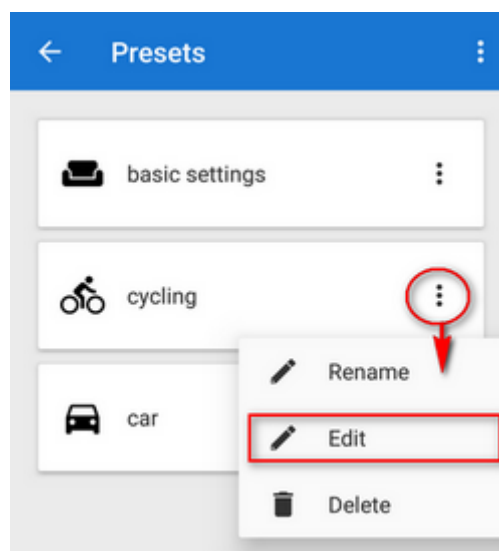 Presets
basic settings
cycling
Rename
car
Edit
Delete